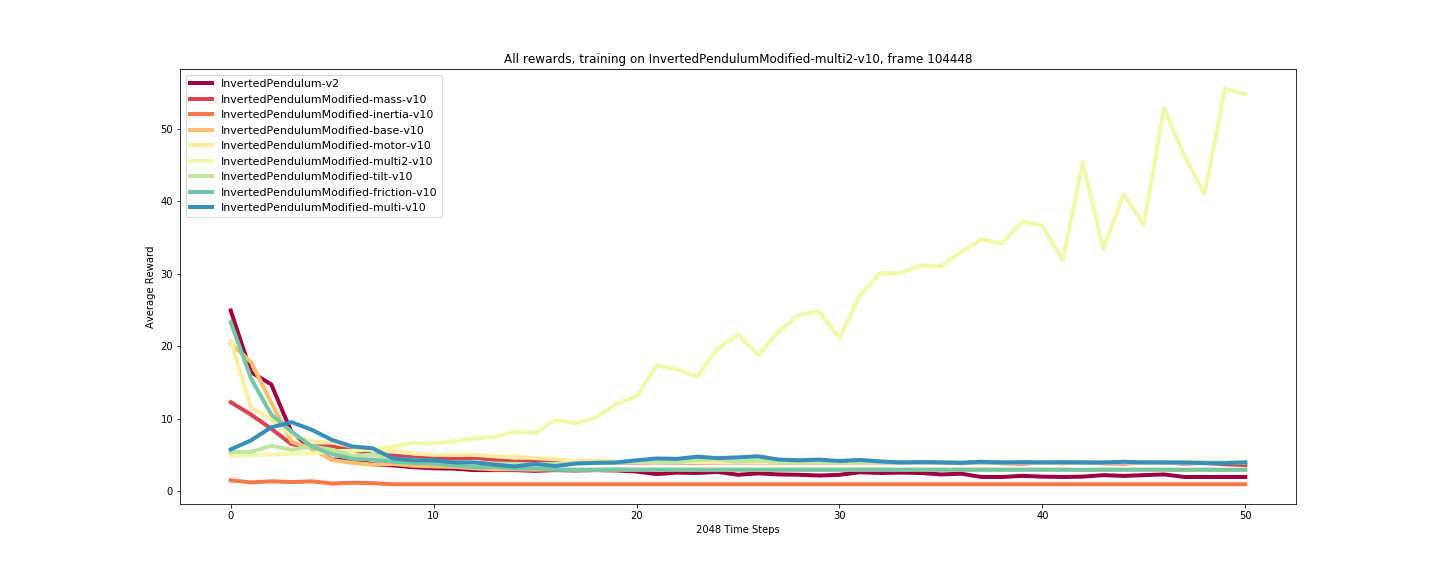 All rewards, training on InvertedPendulumModified-multi2-v10, frame 104448
InvertedPendulum-v2
InvertedPendulumModified-mass-v10
InvertedPendulumModified-inertia-v10
InvertedPendulumModified-base-v10
InvertedPendulumModified-motor-v10
InvertedPendulumModified-multi2-v10
InvertedPendulumModified-tilt-v10
InvertedPendulumModified-friction-v10
InvertedPendulumModified-multi-v10
Average Reward
50
40
30
20
10
0
0 10 20 30 40 50
2048 Time Steps